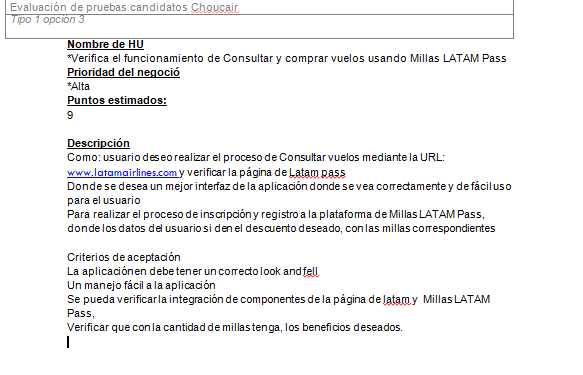 Evaluación de pruebas candidatos Choucair
Tipo 1 opción 3
Nombre de HU
*Verifica el funcionamiento de Consultar y comprar vuelos usando Millas LATAM Pass
Prioridad del negoció
*Alta
Puntos estimados:
9
Descripción
Como: usuario deseo realizar el proceso de Consultar vuelos mediante la URL:
www.latamairlines.com y verificar la página de Latam pass
Donde se desea un mejor interfaz de la aplicación donde se vea correctamente y de fácil uso
para el usuario
Para realizar el proceso de inscripción y registro a la plataforma de Millas LATAM Pass,
donde los datos del usuario si den el descuento deseado, con las millas correspondientes
Criterios de aceptación
La aplicación en debe tener un correcto look and fell
Un manejo fácil a la aplicación
Se pueda verificar la integración de componentes de la página de latam y Millas LATAM
Pass,
Verificar que con la cantidad de millas tenga, los beneficios deseados.